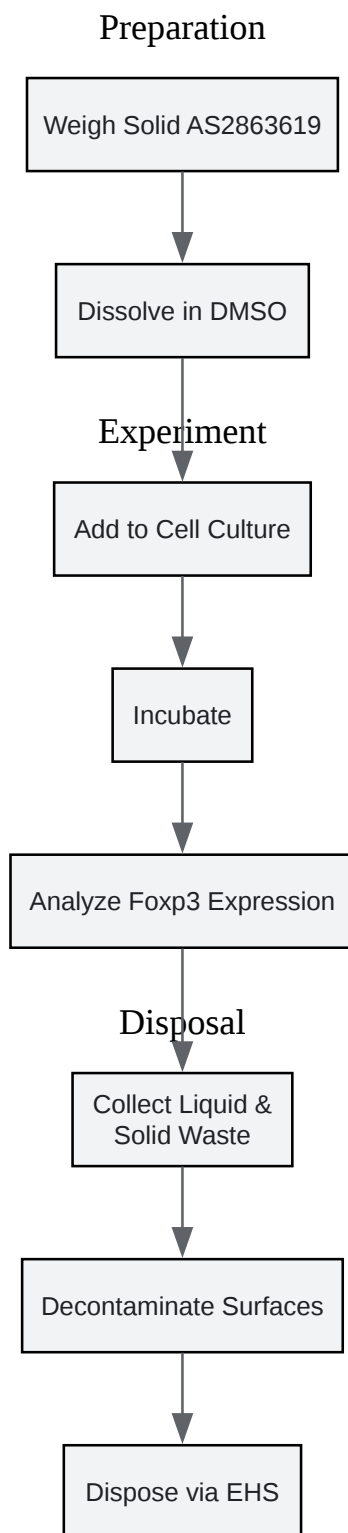 Preparation
Weigh Solid AS2863619
Dissolve in DMSO
Experiment
Add to Cell Culture
Incubate
Analyze Foxp3 Expression
Disposal
Collect Liquid &
Solid Waste
Decontaminate Surfaces
Dispose via EHS